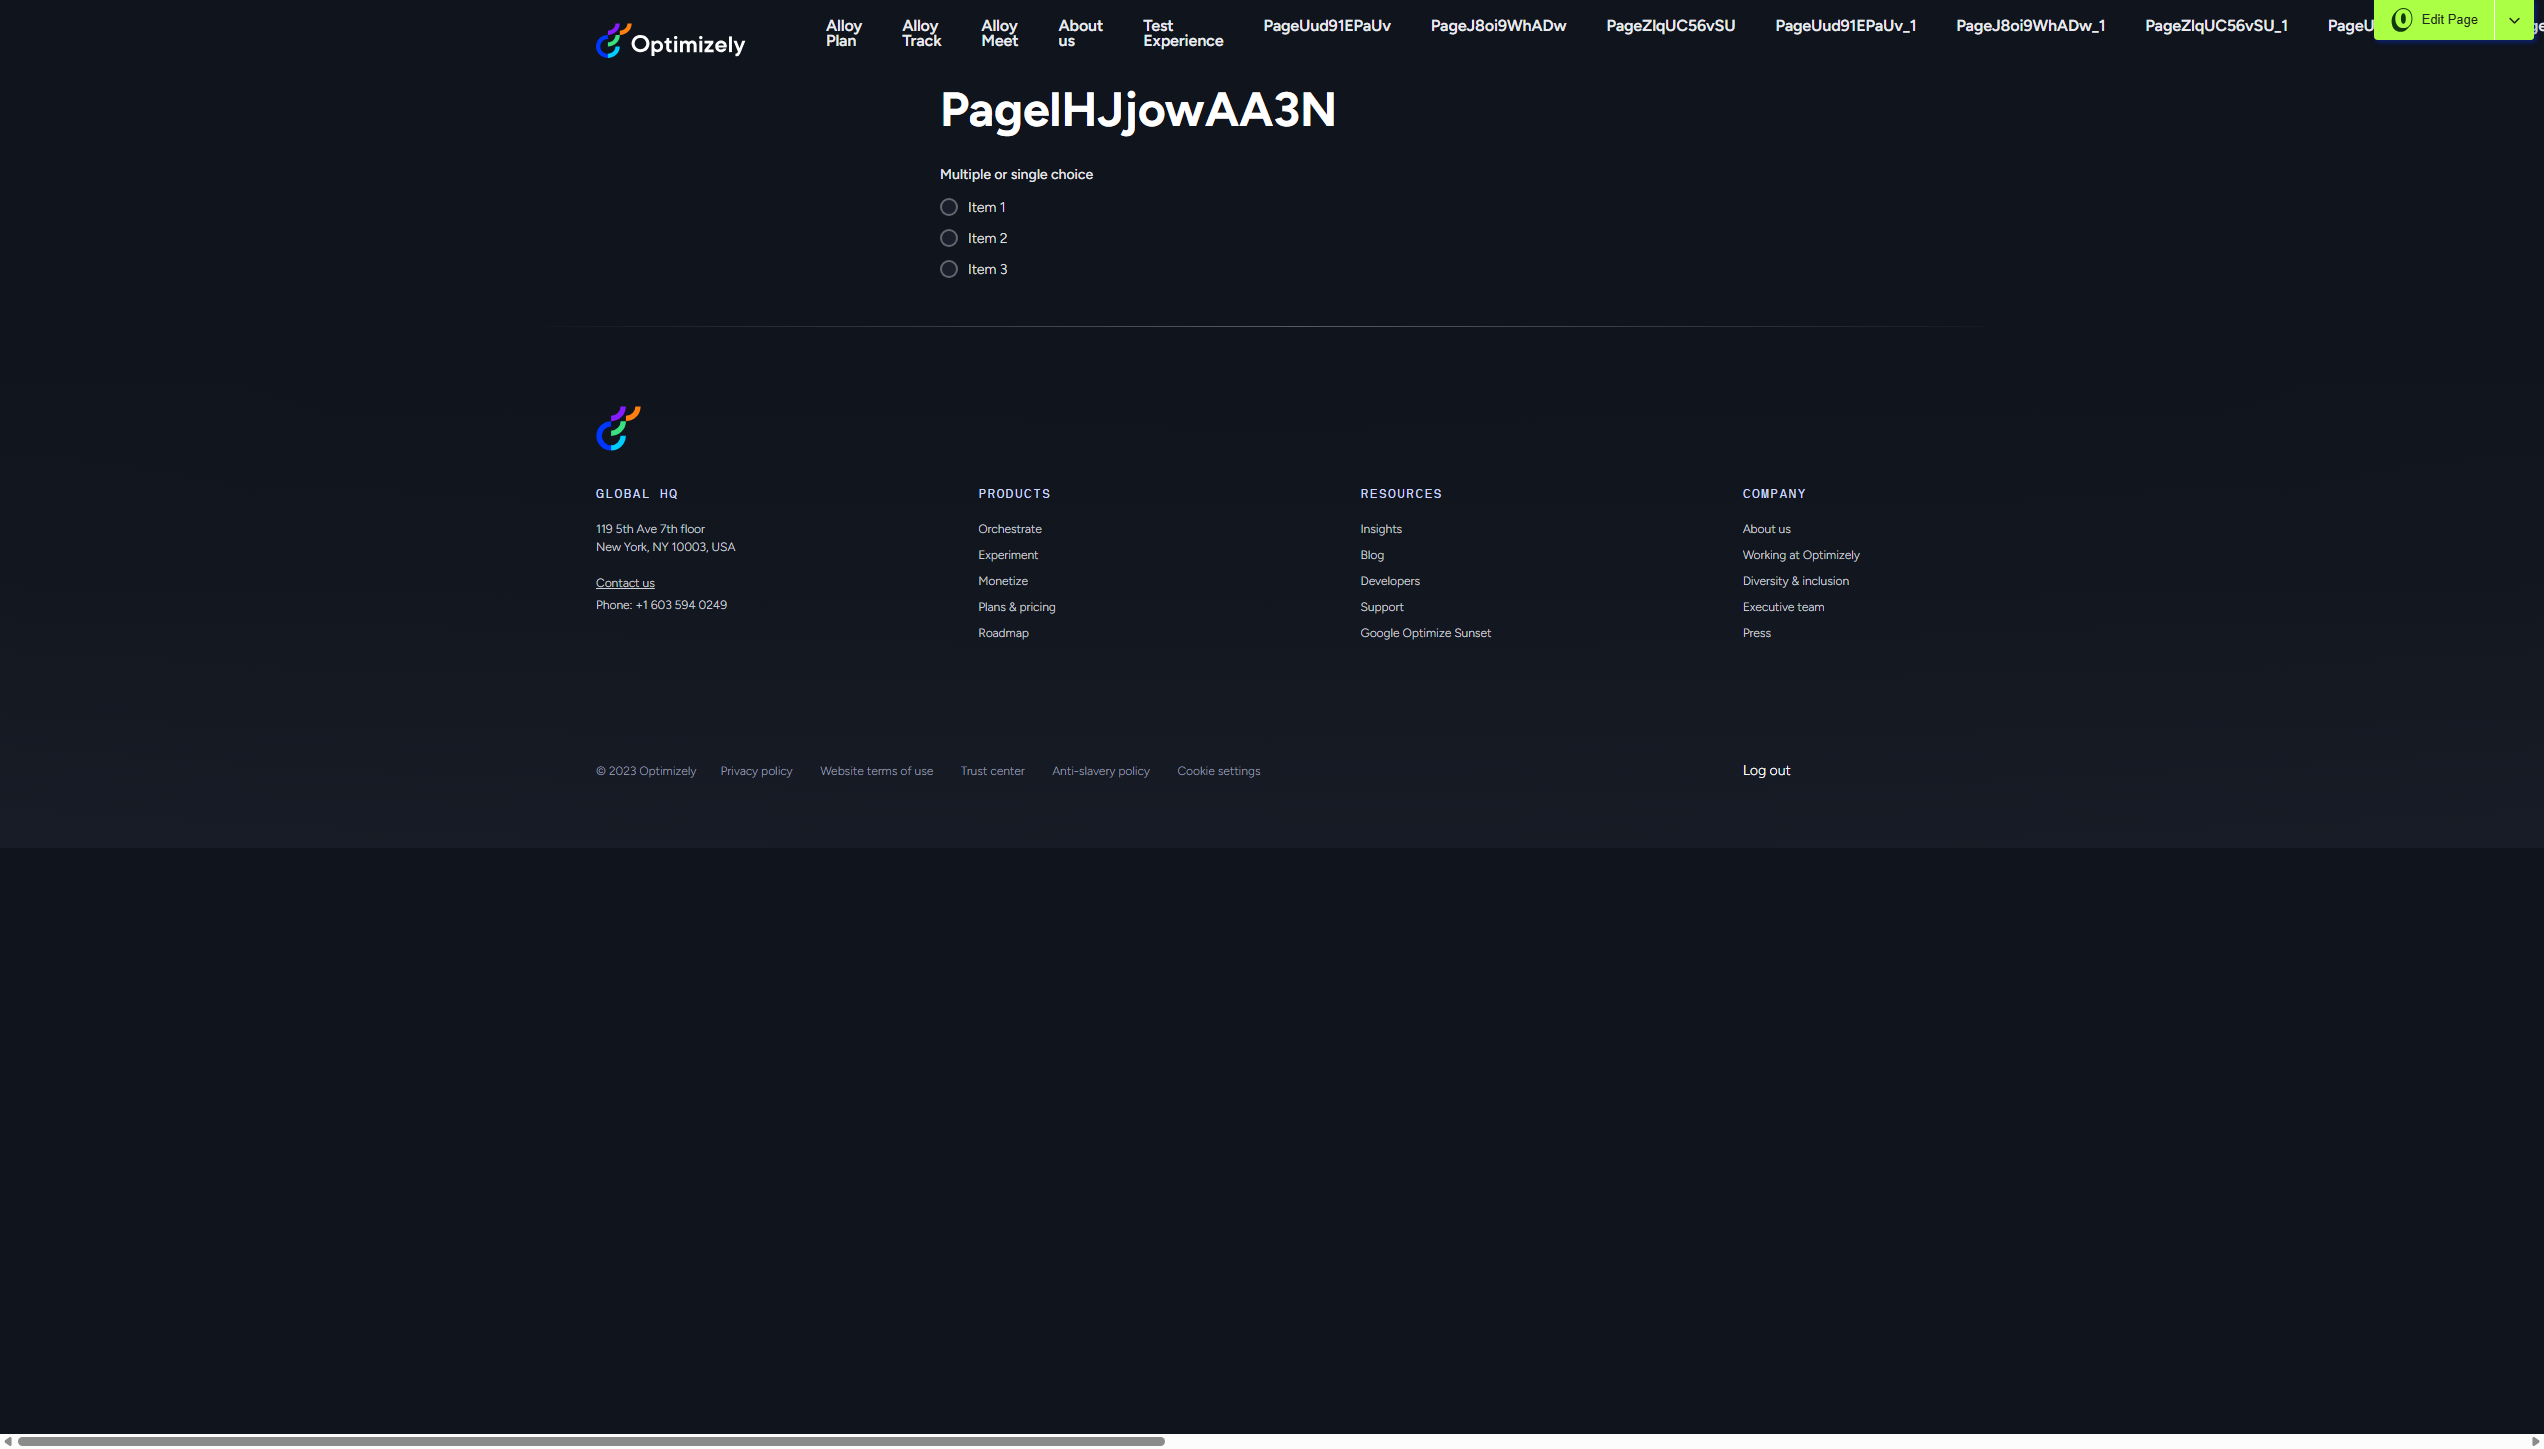 Optimizely
Alloy Plan
Alloy Track
Alloy Meet
About us
Test Experience
PageUud91EPaUv
PageJ8oi9WhADw
PageZIqUC56vSU
PageUud91EPaUv_1
PageJ8oi9WhADw_1
PageZIqUC56vSU_1
PageU
Edit Page
PageIHJjowAA3N
Multiple or single choice
Item 1
Item 2
Item 3
GLOBAL HQ
119 5th Ave 7th floor
New York, NY 10003, USA
Contact us
Phone: +1 603 594 0249
PRODUCTS
Orchestrate
Experiment
Monetize
Plans & pricing
Roadmap
RESOURCES
Insights
Blog
Developers
Support
Google Optimize Sunset
COMPANY
About us
Working at Optimizely
Diversity & inclusion
Executive team
Press
© 2023 Optimizely Privacy policy Website terms of use Trust center Anti-slavery policy Cookie settings
Log out